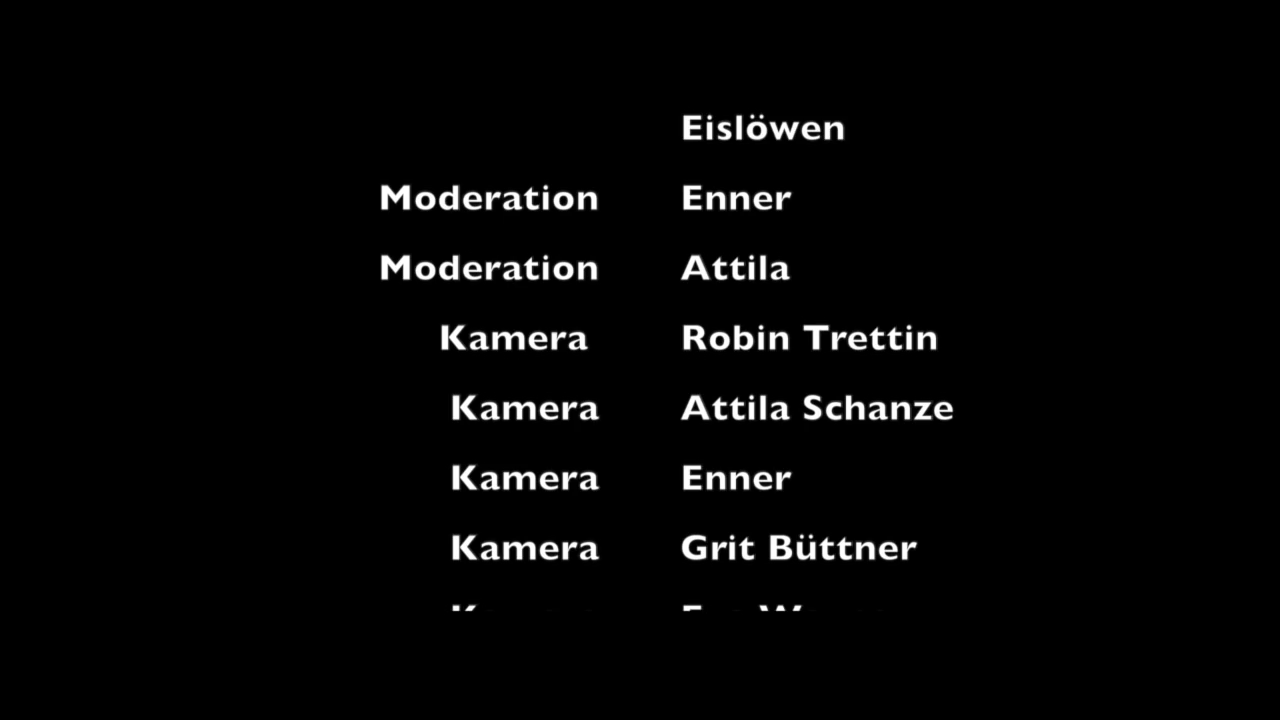 Eislöwen
Moderation Enner
Moderation Attila
Kamera Robin Trettin
Kamera Attila Schanze
Kamera Enner
Kamera Grit Büttner